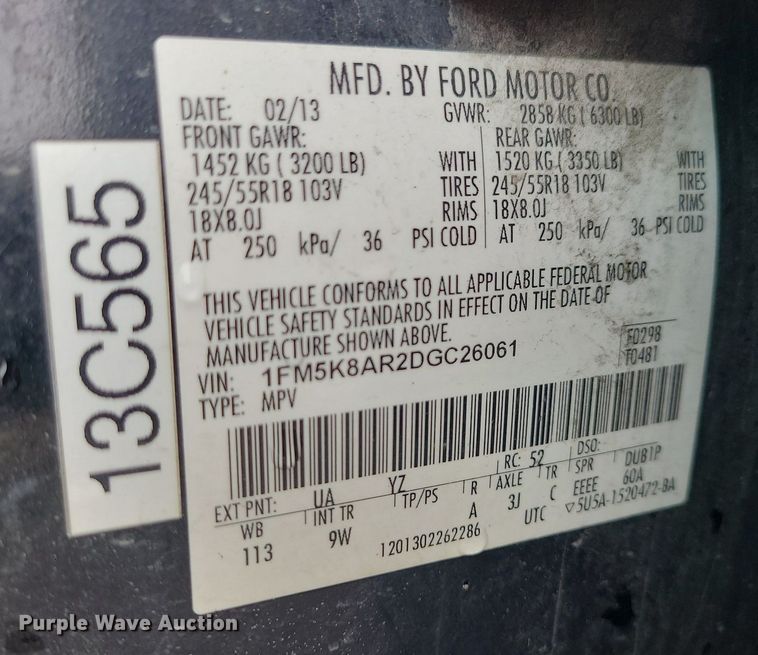 13C565
MFD. BY FORD MOTOR CO.
DATE: 02/13 GVWR: 2858 KG ( 6300 LB)
FRONT GAWR: REAR GAWR:
1452 KG ( 3200 LB) WITH 1520 KG ( 3350 LB) WITH
245/55R18 103V TIRES 245/55R18 103V TIRES
18X8.0J RIMS 18X8.0J RIMS
AT 250 kPa/ 36 PSI COLD AT 250 kPa/ 36 PSI COLD
THIS VEHICLE CONFORMS TO ALL APPLICABLE FEDERAL MOTOR
VEHICLE SAFETY STANDARDS IN EFFECT ON THE DATE OF
MANUFACTURE SHOWN ABOVE.
F0298
VIN: 1FM5K8AR2DGC26061 T0481
TYPE: MPV
EXT PNT: UA YZ RC: 52 DSO:
WB INT TR TP/PS R AXLE TR SPR DUB1P
113 9W A 3J C EEEE 60A
1201302262286 UTC ▽5U5A-1520472-BA
Purple Wave Auction